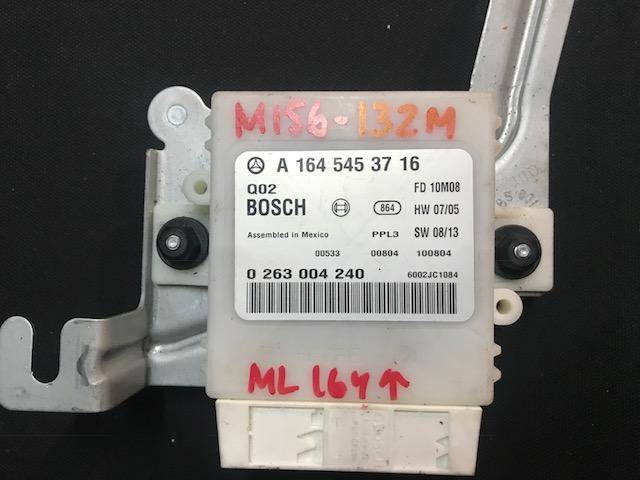 M156-132M
A 164 545 37 16
Q02 FD 10M08
BOSCH 864 HW 07/05
Assembled in Mexico PPL3 SW 08/13
00533 00804 100804
0 263 004 240 6002JC1084
ML 164↑